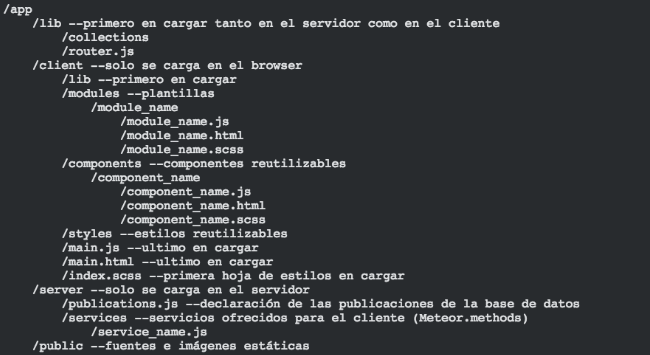 /app
/lib --primero en cargar tanto en el servidor como en el cliente
/collections
/router.js
/client --solo se carga en el browser
/lib --primero en cargar
/modules --plantillas
/module_name
/module_name.js
/module_name.html
/module_name.scss
/components --componentes reutilizables
/component_name
/component_name.js
/component_name.html
/component_name.scss
/styles --estilos reutilizables
/main.js --ultimo en cargar
/main.html --ultimo en cargar
/index.scss --primera hoja de estilos en cargar
/server --solo se carga en el servidor
/publications.js --declaración de las publicaciones de la base de datos
/services --servicios ofrecidos para el cliente (Meteor.methods)
/service_name.js
/public --fuentes e imágenes estáticas